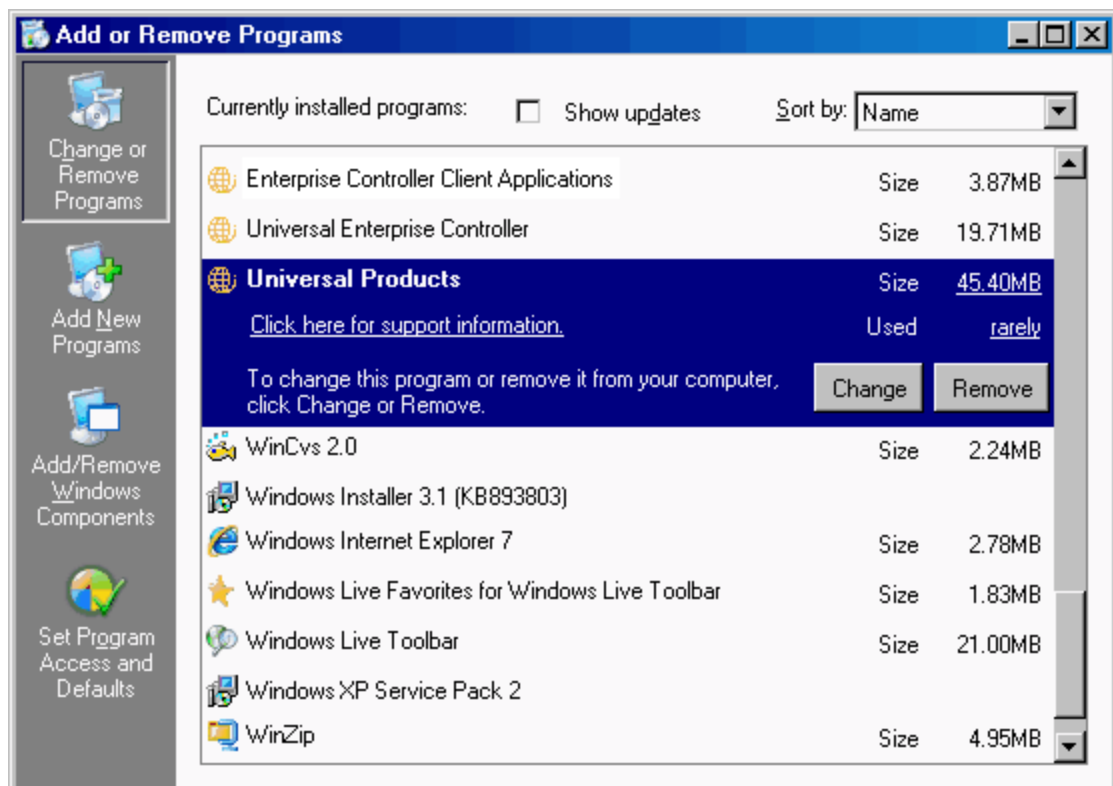 Add or Remove Programs
Change or
Remove
Programs
Add New
Programs
Add/Remove
Windows
Components
Set Program
Access and
Defaults
Currently installed programs: Show updates Sort by: Name
Enterprise Controller Client Applications Size 3.87MB
Universal Enterprise Controller Size 19.71MB
Universal Products Size 45.40MB
Click here for support information. Used rarely
To change this program or remove it from your computer,
click Change or Remove.
Change Remove
WinCvs 2.0 Size 2.24MB
Windows Installer 3.1 (KB893803)
Windows Internet Explorer 7 Size 2.78MB
Windows Live Favorites for Windows Live Toolbar Size 1.83MB
Windows Live Toolbar Size 21.00MB
Windows XP Service Pack 2
WinZip Size 4.95MB